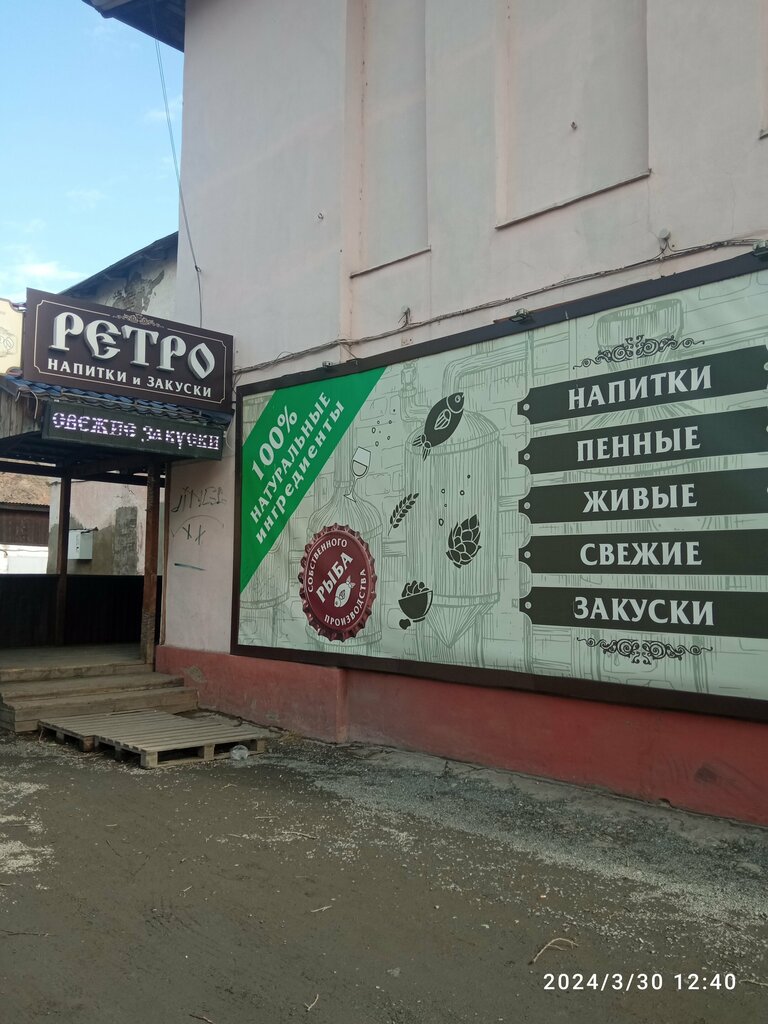 РЕТРО
НАПИТКИ и ЗАКУСКИ
СВЕЖИЕ ЗАКУСКИ
100%
НАТУРАЛЬНЫЕ
ИНГРЕДИЕНТЫ
СОБСТВЕННОГО
РЫБА
ПРОИЗВОДСТВА
НАПИТКИ
ПЕННЫЕ
ЖИВЫЕ
СВЕЖИЕ
ЗАКУСКИ
2024/3/30 12:40